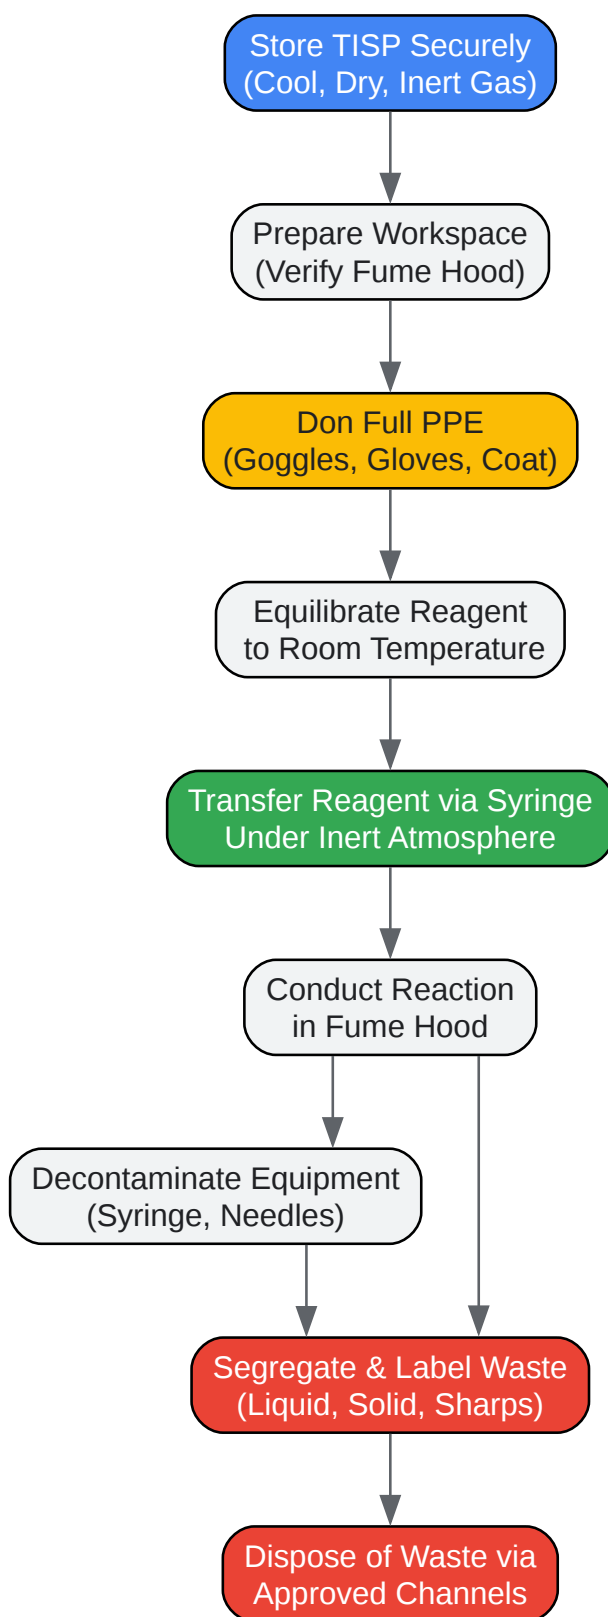 Store TISP Securely
(Cool, Dry, Inert Gas)
Prepare Workspace
(Verify Fume Hood)
Don Full PPE
(Goggles, Gloves, Coat)
Equilibrate Reagent
to Room Temperature
Transfer Reagent via Syringe
Under Inert Atmosphere
Conduct Reaction
in Fume Hood
Decontaminate Equipment
(Syringe, Needles)
Segregate & Label Waste
(Liquid, Solid, Sharps)
Dispose of Waste via
Approved Channels